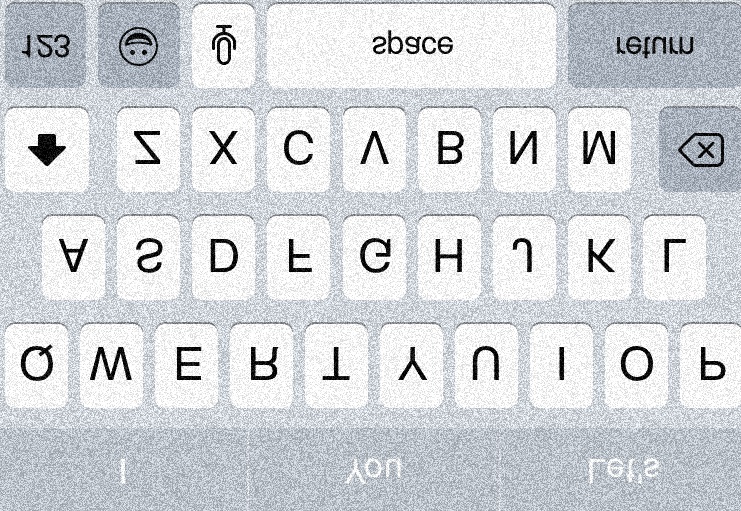 I You Let's
Q W E R T Y U I O P
A S D F G H J K L
Z X C V B N M
123 space return